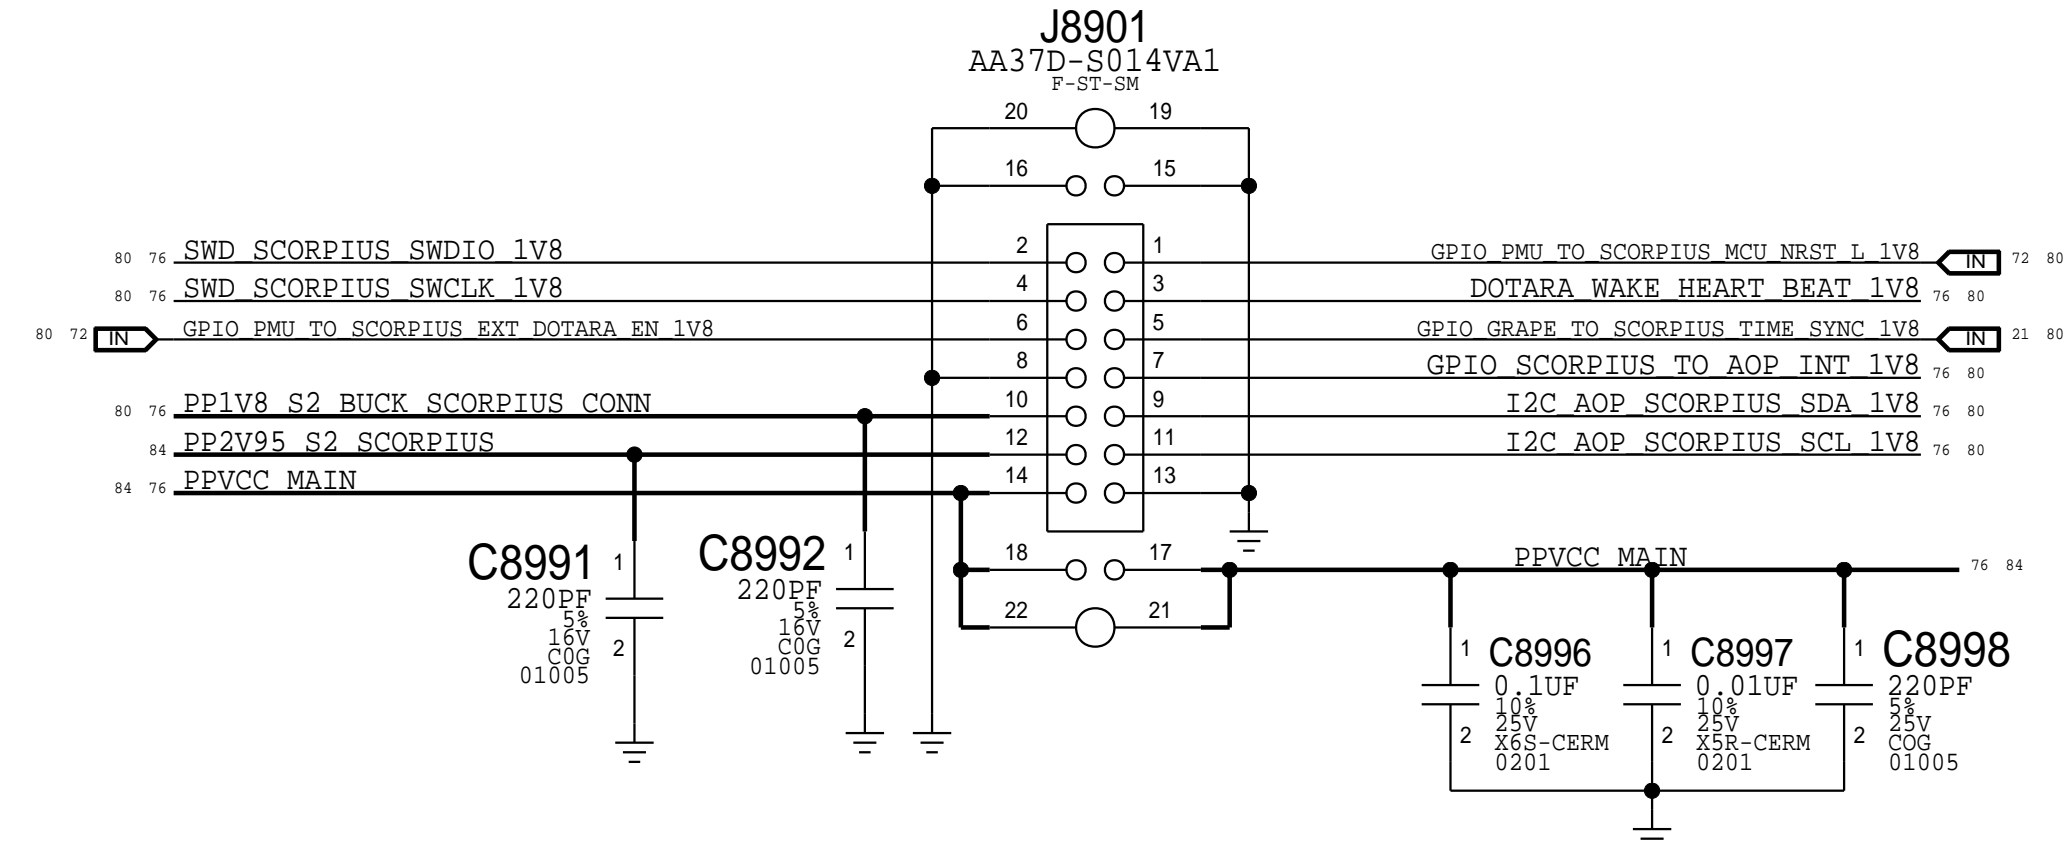 J8901
AA37D-S014VA1
F-ST-SM
20 19
16 15
80 76 SWD_SCORPIUS_SWDIO_1V8 2 1 GPIO_PMU_TO_SCORPIUS_MCU_NRST_L_1V8 IN 72 80
80 76 SWD_SCORPIUS_SWCLK_1V8 4 3 DOTARA_WAKE_HEART_BEAT_1V8 76 80
80 72 IN GPIO_PMU_TO_SCORPIUS_EXT_DOTARA_EN_1V8 6 5 GPIO_GRAPE_TO_SCORPIUS_TIME_SYNC_1V8 IN 21 80
8 7 GPIO_SCORPIUS_TO_AOP_INT_1V8 76 80
80 76 PP1V8_S2_BUCK_SCORPIUS_CONN 10 9 I2C_AOP_SCORPIUS_SDA_1V8 76 80
84 PP2V95_S2_SCORPIUS 12 11 I2C_AOP_SCORPIUS_SCL_1V8 76 80
84 76 PPVCC_MAIN 14 13
18 17 PPVCC_MAIN 76 84
22 21
C8991 1
220PF
5%
16V
C0G 2
01005
C8992 1
220PF
5%
16V
C0G 2
01005
1 C8996
0.1UF
10%
25V
2 X6S-CERM
0201
1 C8997
0.01UF
10%
25V
2 X5R-CERM
0201
1 C8998
220PF
5%
25V
2 COG
01005